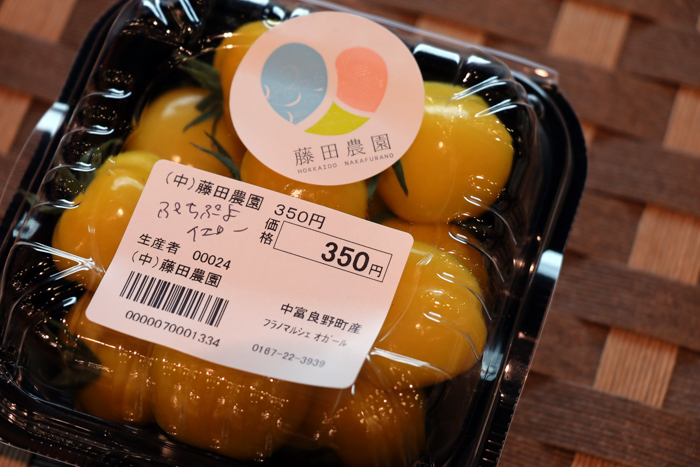 藤田農園
HOKKAIDO NAKAFURANO
(中)藤田農園 350円
ぷちぷよ
イエロー
価格
350円
生産者 00024
(中)藤田農園
0000070001334
中富良野町産
フラノマルシェ オガール
0167-22-3939